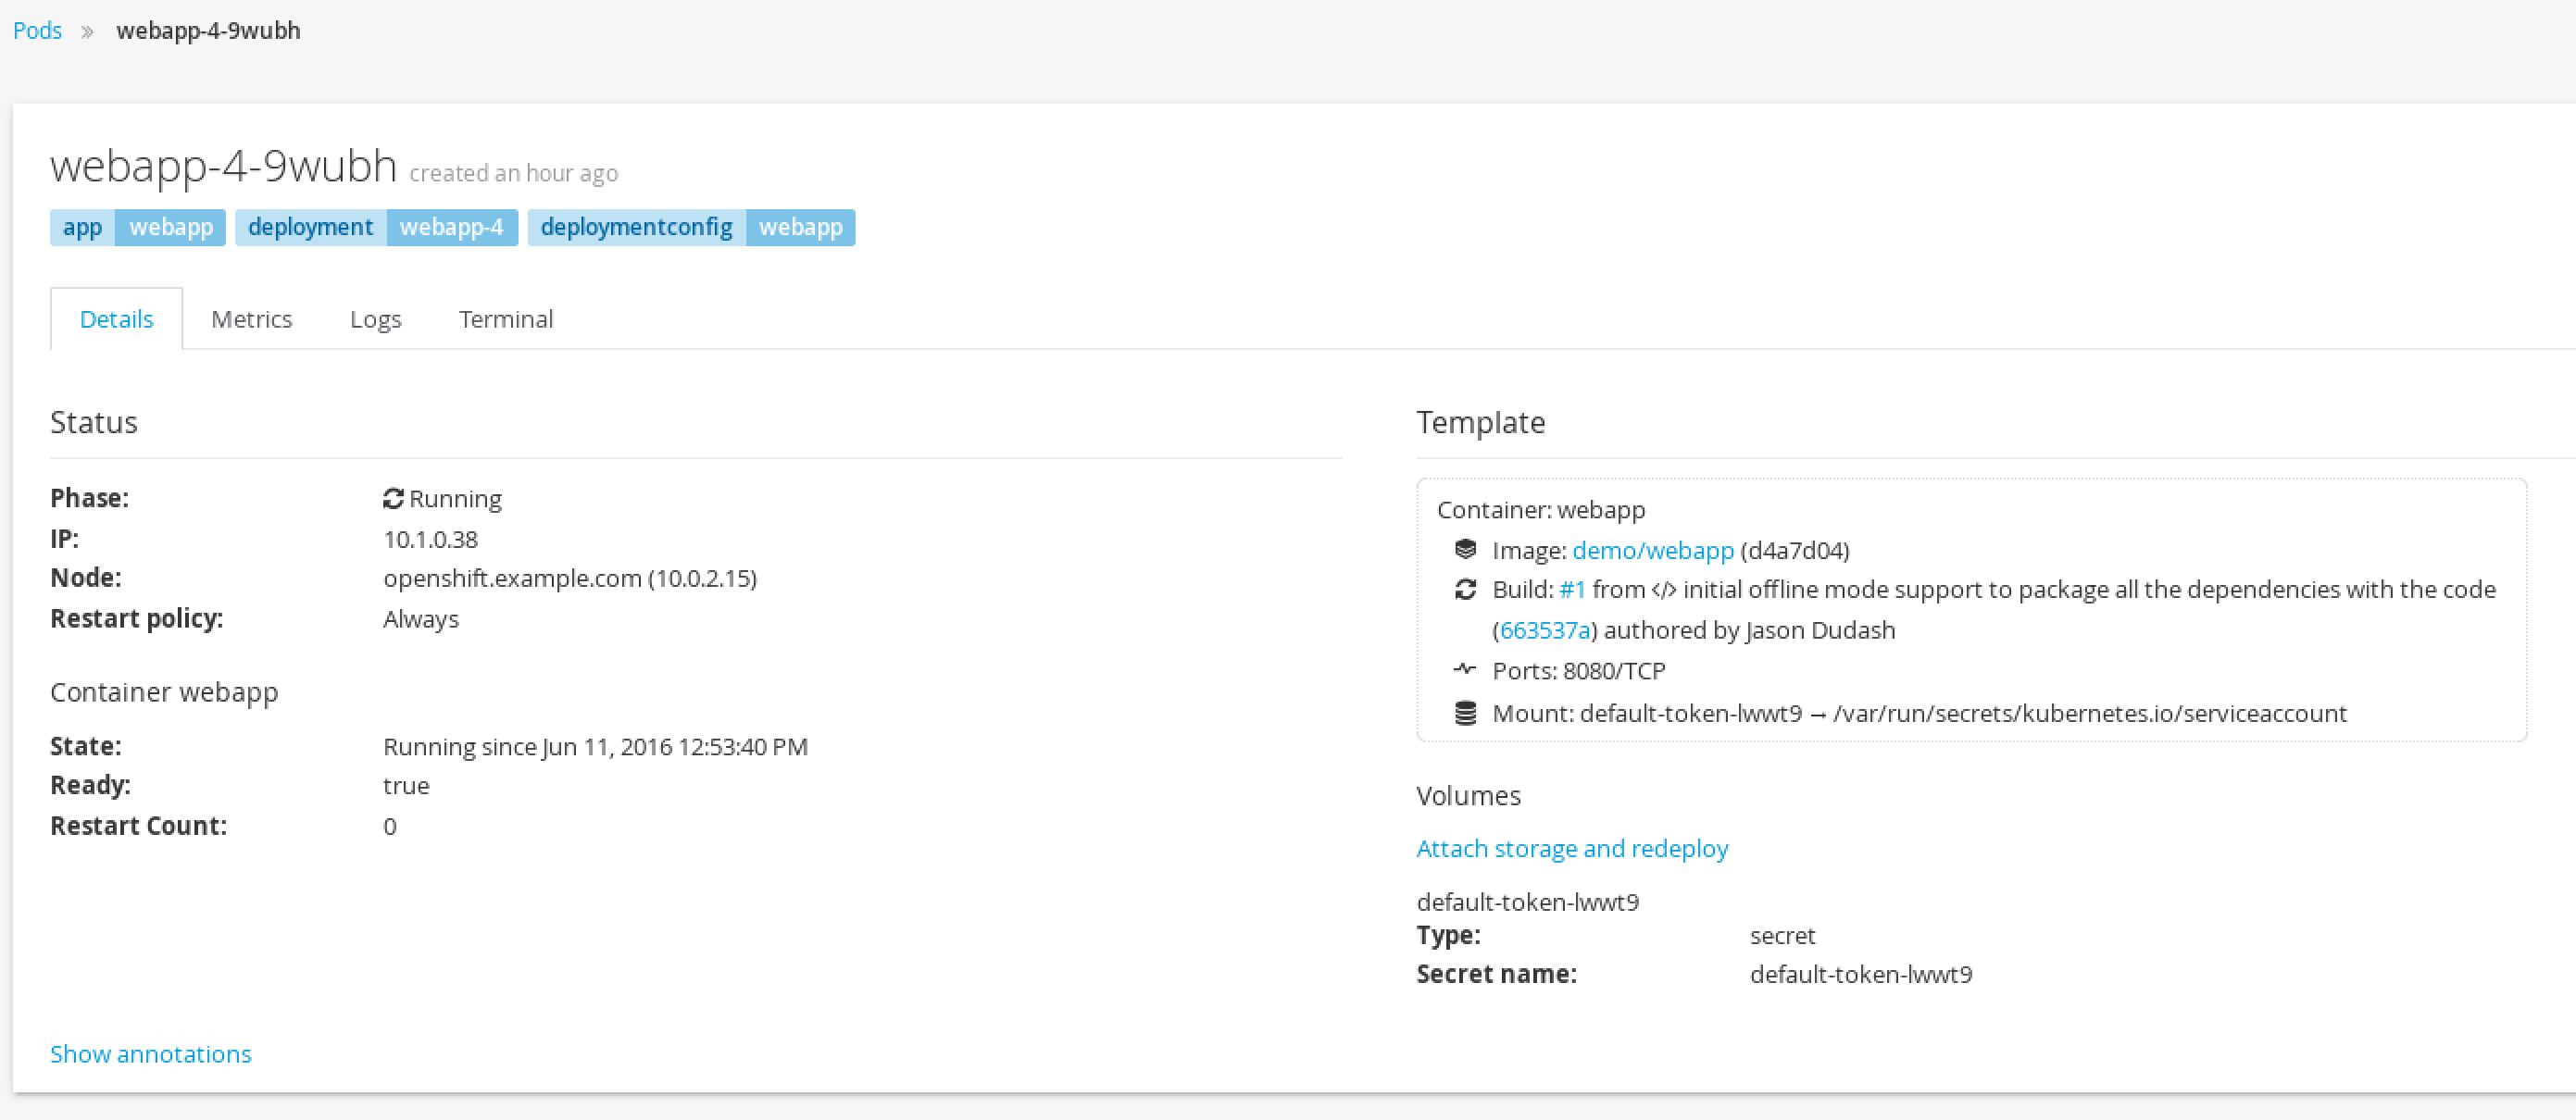 Pods » webapp-4-9wubh
webapp-4-9wubh created an hour ago
app webapp deployment webapp-4 deploymentconfig webapp
Details Metrics Logs Terminal
Status
Phase: Running
IP: 10.1.0.38
Node: openshift.example.com (10.0.2.15)
Restart policy: Always
Container webapp
State: Running since Jun 11, 2016 12:53:40 PM
Ready: true
Restart Count: 0
Template
Container: webapp
Image: demo/webapp (d4a7d04)
Build: #1 from </> initial offline mode support to package all the dependencies with the code
(663537a) authored by Jason Dudash
Ports: 8080/TCP
Mount: default-token-lwwt9 → /var/run/secrets/kubernetes.io/serviceaccount
Volumes
Attach storage and redeploy
default-token-lwwt9
Type: secret
Secret name: default-token-lwwt9
Show annotations